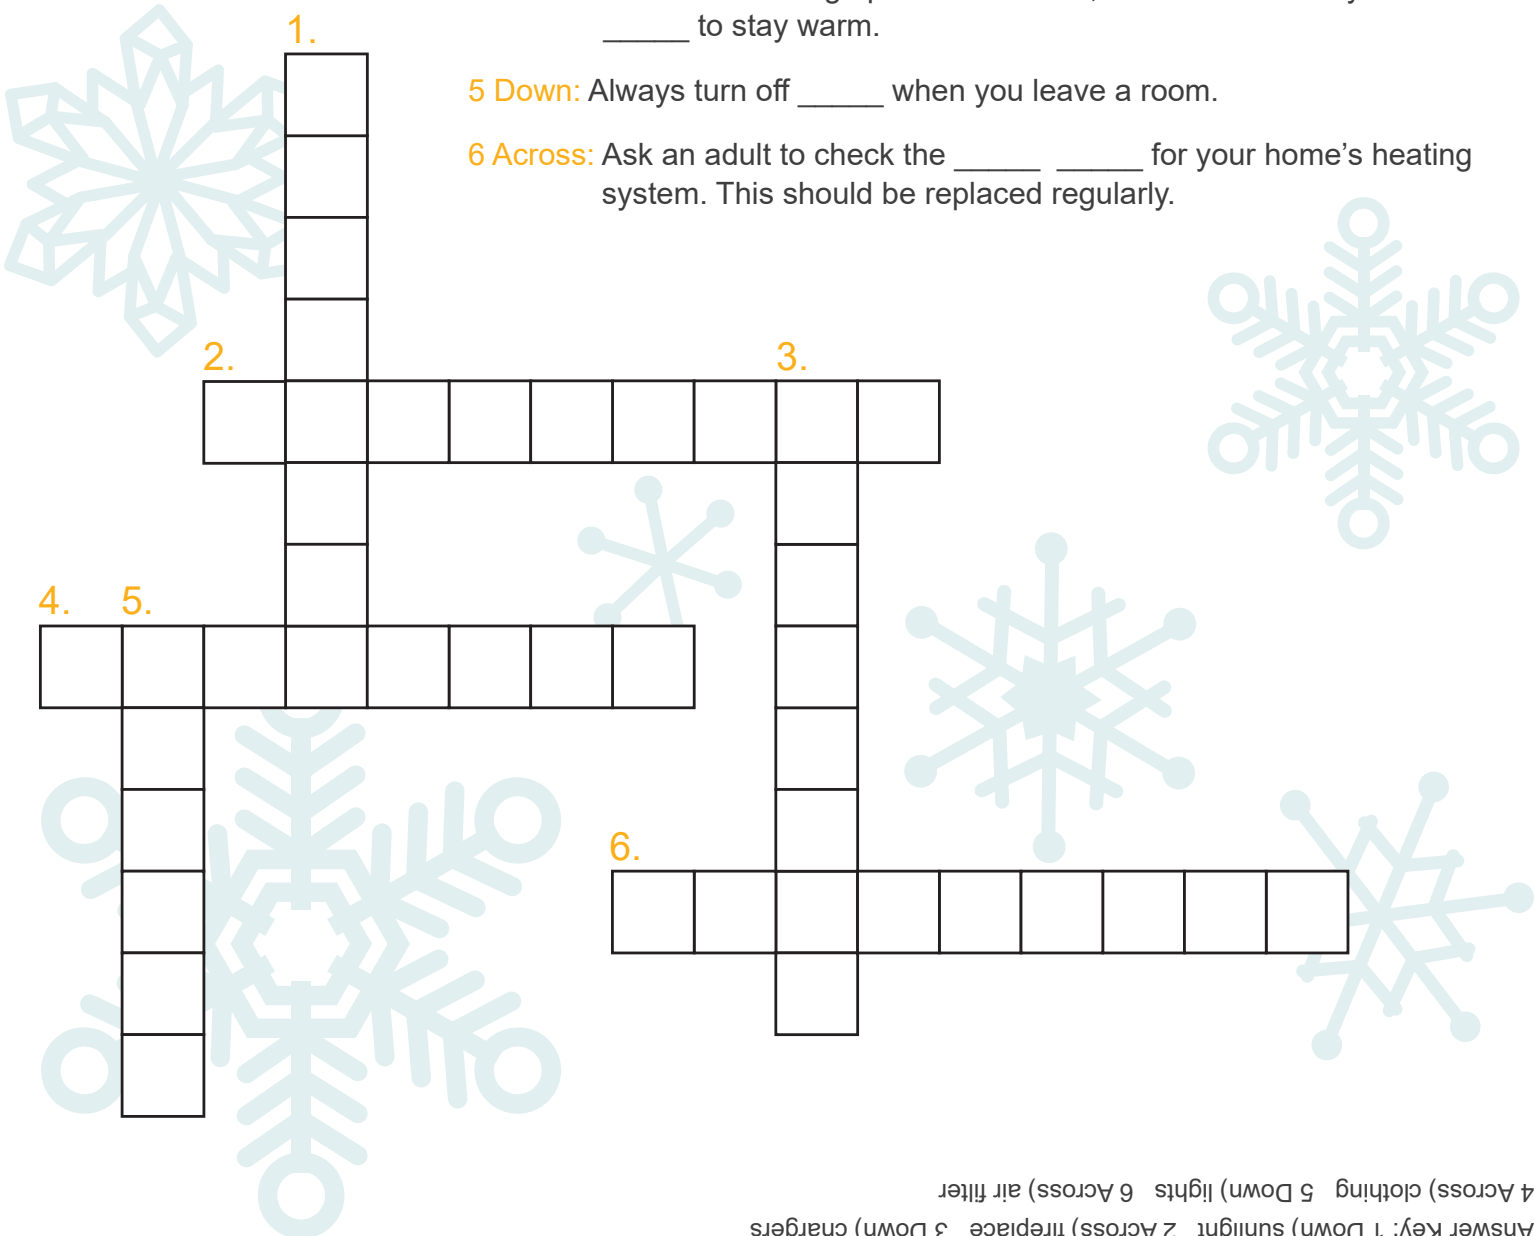 _____ to stay warm.
5 Down: Always turn off _____ when you leave a room.
6 Across: Ask an adult to check the _____ _____ for your home’s heating
system. This should be replaced regularly.
1.
2.
3.
4. 5.
6.
Answer Key: 1 Down) sunlight 2 Across) fireplace 3 Down) chargers
4 Across) clothing 5 Down) lights 6 Across) air filter